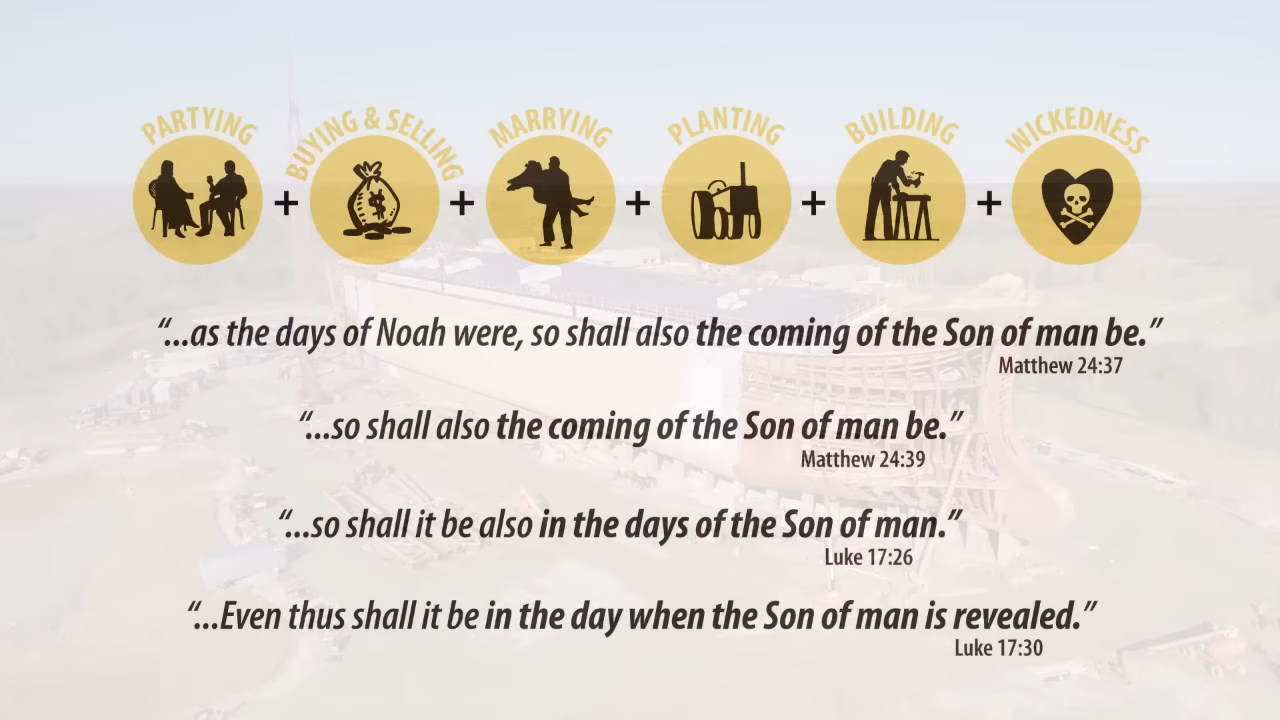 PARTYING
BUYING & SELLING
MARRYING
PLANTING
BUILDING
WICKEDNESS
+ + + + +
$
“...as the days of Noah were, so shall also the coming of the Son of man be.”
Matthew 24:37
“...so shall also the coming of the Son of man be.”
Matthew 24:39
“...so shall it be also in the days of the Son of man.”
Luke 17:26
“...Even thus shall it be in the day when the Son of man is revealed.”
Luke 17:30